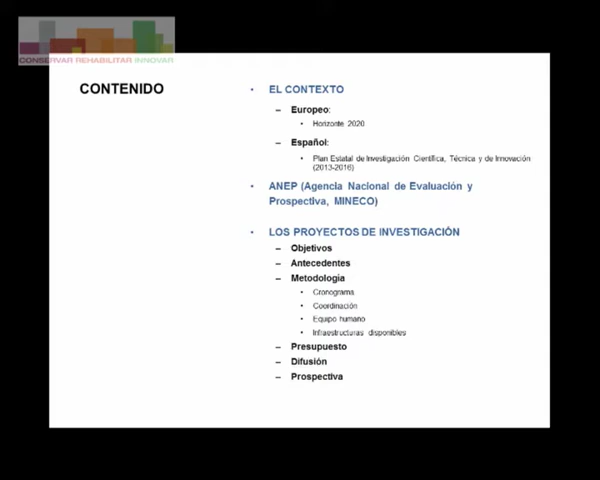 CONSERVAR REHABILITAR INNOVAR
CONTENIDO
• EL CONTEXTO
– Europeo:
• Horizonte 2020
– Español:
• Plan Estatal de Investigación Científica, Técnica y de Innovación
(2013-2016)
• ANEP (Agencia Nacional de Evaluación y
Prospectiva, MINECO)
• LOS PROYECTOS DE INVESTIGACIÓN
– Objetivos
– Antecedentes
– Metodología
• Cronograma
• Coordinación
• Equipo humano
• Infraestructuras disponibles
– Presupuesto
– Difusión
– Prospectiva